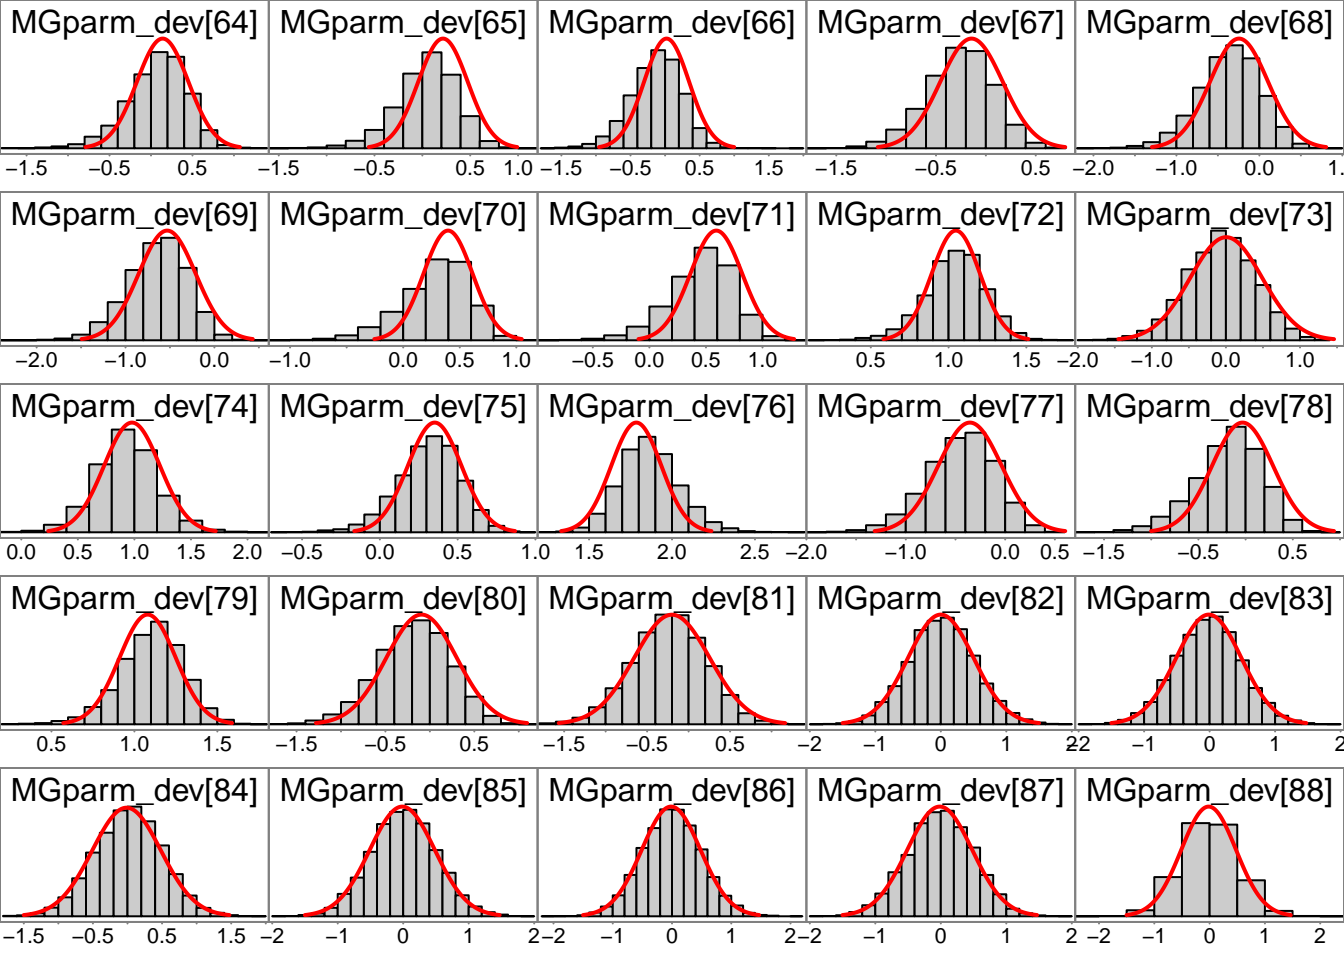 MGparm_dev[64] MGparm_dev[65] MGparm_dev[66] MGparm_dev[67] MGparm_dev[68]
−1.5 −0.5 0.5 −1.5 −0.5 0.5 1.0 −1.5 −0.5 0.5 1.5 −1.5 −0.5 0.5 −2.0 −1.0 0.0 1.
MGparm_dev[69] MGparm_dev[70] MGparm_dev[71] MGparm_dev[72] MGparm_dev[73]
−2.0 −1.0 0.0 −1.0 0.0 0.5 1.0 −0.5 0.0 0.5 1.0 0.5 1.0 1.5 −2.0 −1.0 0.0 1.0
MGparm_dev[74] MGparm_dev[75] MGparm_dev[76] MGparm_dev[77] MGparm_dev[78]
0.0 0.5 1.0 1.5 2.0 −0.5 0.0 0.5 1.0 1.5 2.0 2.5 −2.0 −1.0 0.0 0.5 −1.5 −0.5 0.5
MGparm_dev[79] MGparm_dev[80] MGparm_dev[81] MGparm_dev[82] MGparm_dev[83]
0.5 1.0 1.5 −1.5 −0.5 0.5 −1.5 −0.5 0.5 −2 −1 0 1 2 −2 −1 0 1 2
MGparm_dev[84] MGparm_dev[85] MGparm_dev[86] MGparm_dev[87] MGparm_dev[88]
−1.5 −0.5 0.5 1.5 −2 −1 0 1 2 −2 −1 0 1 2 −2 −1 0 1 2 −2 −1 0 1 2